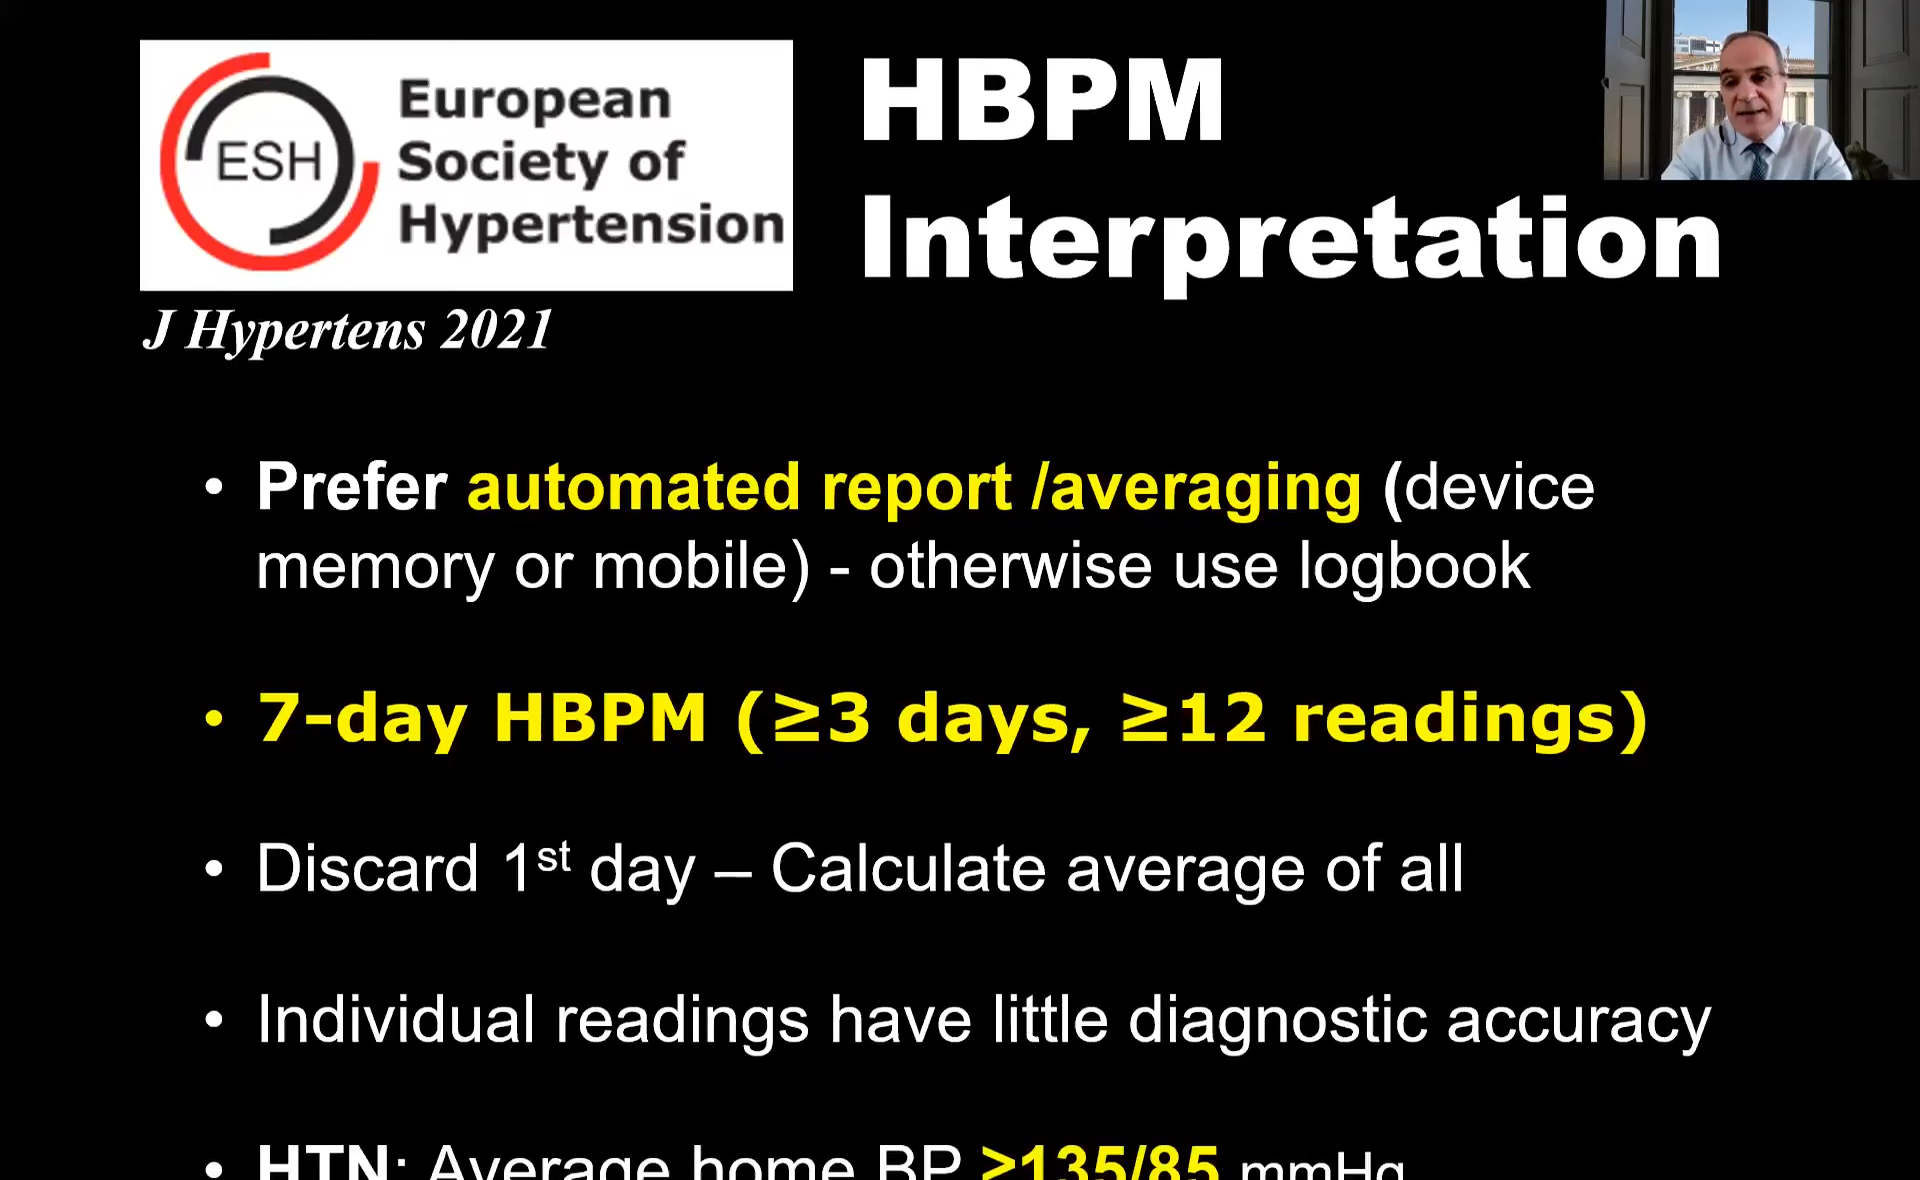 ESH
European
Society of
Hypertension
J Hypertens 2021
HBPM
Interpretation
• Prefer automated report /averaging (device
memory or mobile) - otherwise use logbook
• 7-day HBPM (≥3 days, ≥12 readings)
• Discard 1st day – Calculate average of all
• Individual readings have little diagnostic accuracy
• HTN: Average home BP ≥135/85 mmHg